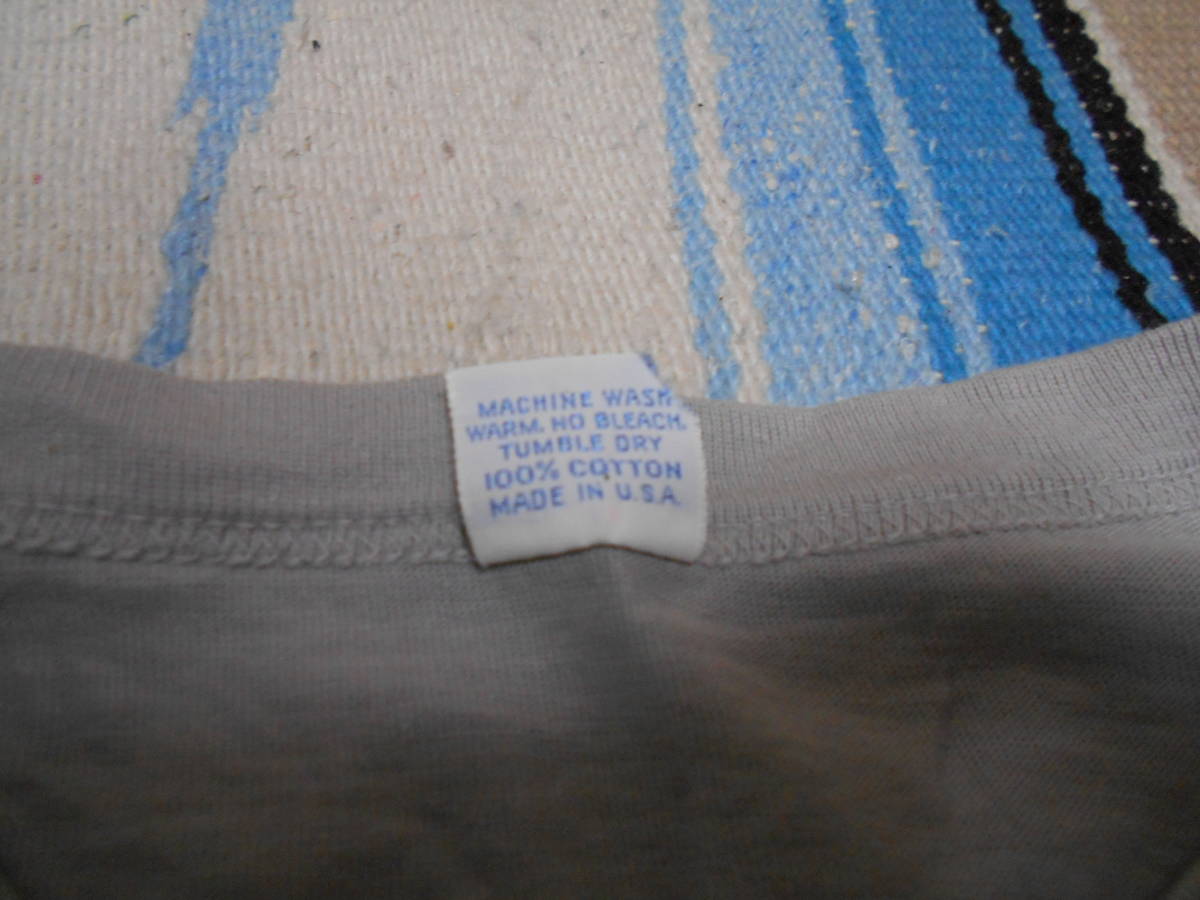 MACHINE WASH
WARM. NO BLEACH.
TUMBLE DRY
100% COTTON
MADE IN U.S.A.